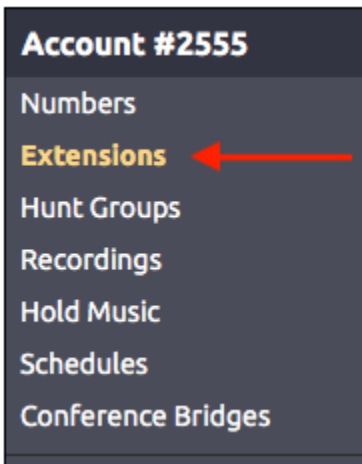 Account #2555
Numbers
Extensions
Hunt Groups
Recordings
Hold Music
Schedules
Conference Bridges